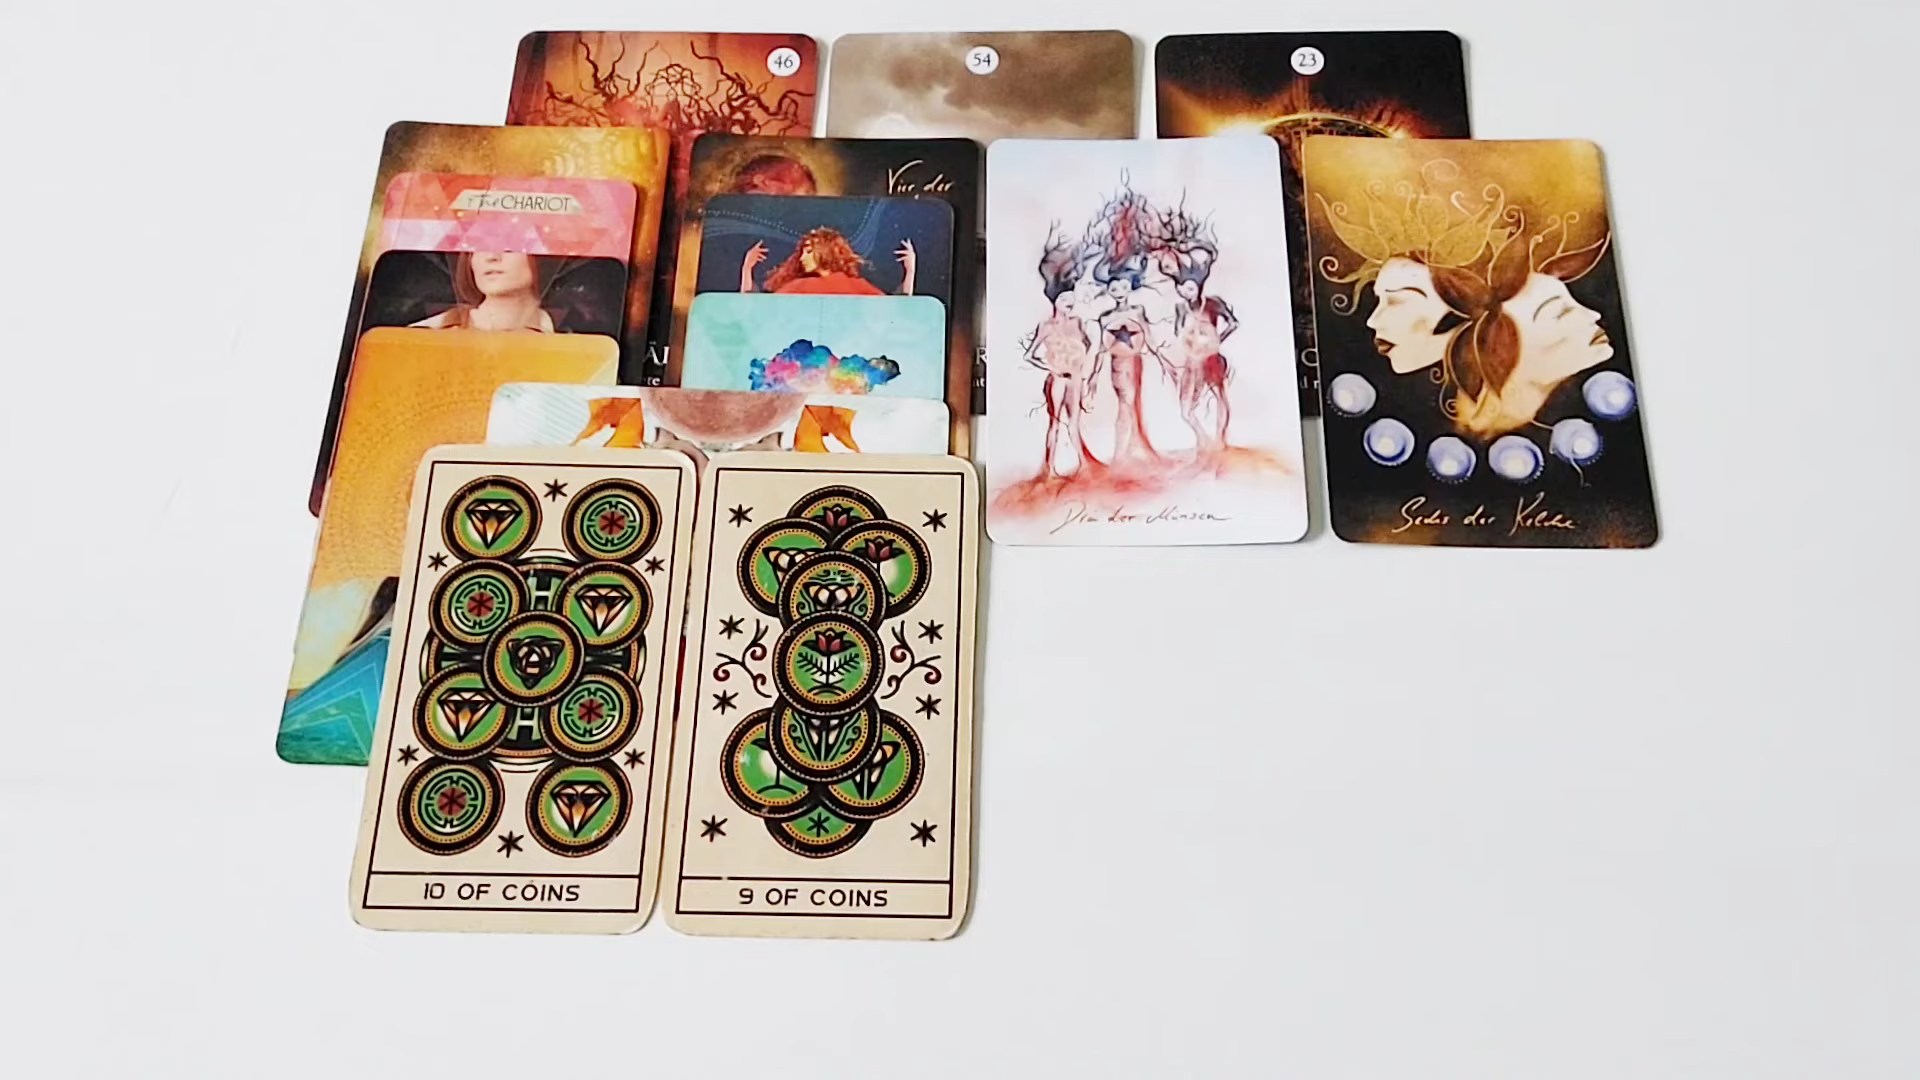 46
54
23
The CHARIOT
Vier der
Drei der Münzen
Sechs der Kelche
10 OF COINS
9 OF COINS